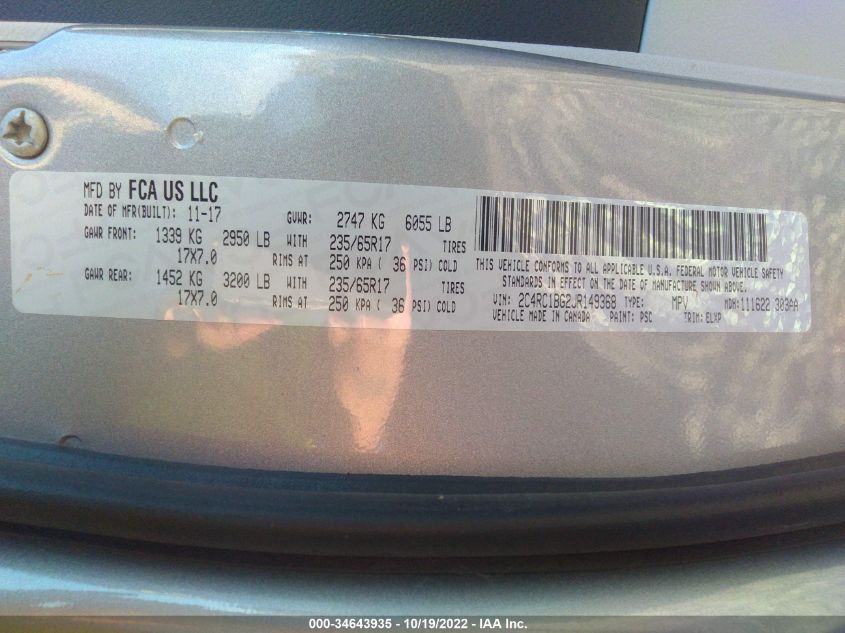 MFD BY FCA US LLC
DATE OF MFR(BUILT): 11-17 GVWR: 2747 KG 6055 LB
GAWR FRONT: 1339 KG 2950 LB WITH 235/65R17 TIRES
17X7.0 RIMS AT 250 KPA ( 36 PSI) COLD
GAWR REAR: 1452 KG 3200 LB WITH 235/65R17 TIRES
17X7.0 RIMS AT 250 KPA ( 36 PSI) COLD
THIS VEHICLE CONFORMS TO ALL APPLICABLE U.S.A. FEDERAL MOTOR VEHICLE SAFETY
STANDARDS IN EFFECT ON THE DATE OF MANUFACTURE SHOWN ABOVE.
VIN: 2C4RC1BG2JR149368 TYPE: MPV MDH: 111622 303AA
VEHICLE MADE IN CANADA PAINT: PSC TRIM: ELXP
000-34643935 - 10/19/2022 - IAA Inc.